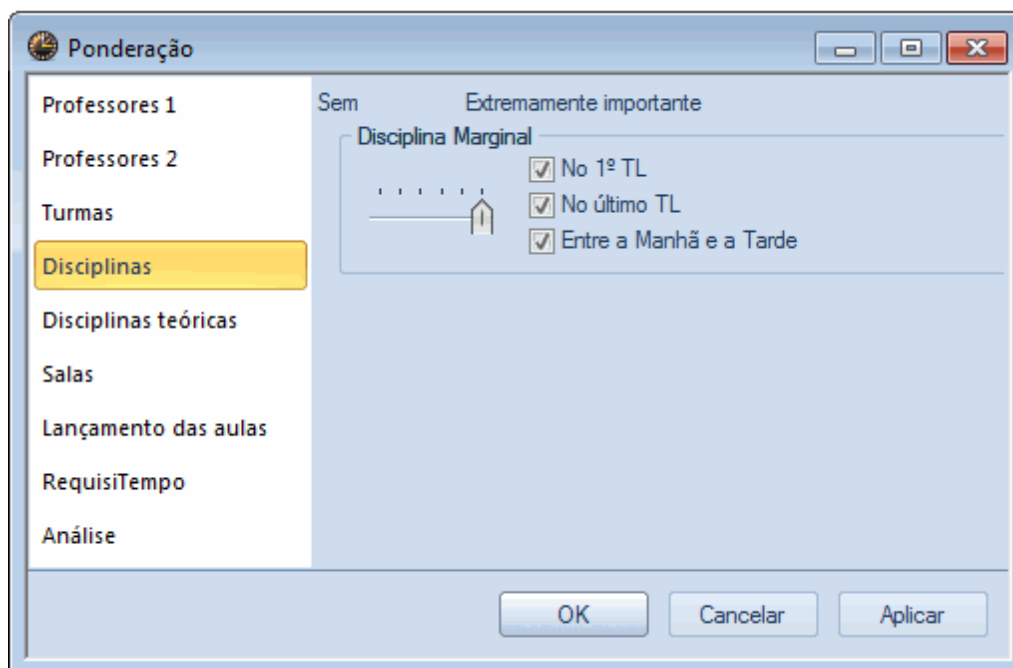 Ponderação
Professores 1
Professores 2
Turmas
Disciplinas
Disciplinas teóricas
Salas
Lançamento das aulas
RequisiTempo
Análise
Sem Extremamente importante
Disciplina Marginal
No 1º TL
No último TL
Entre a Manhã e a Tarde
OK Cancelar Aplicar